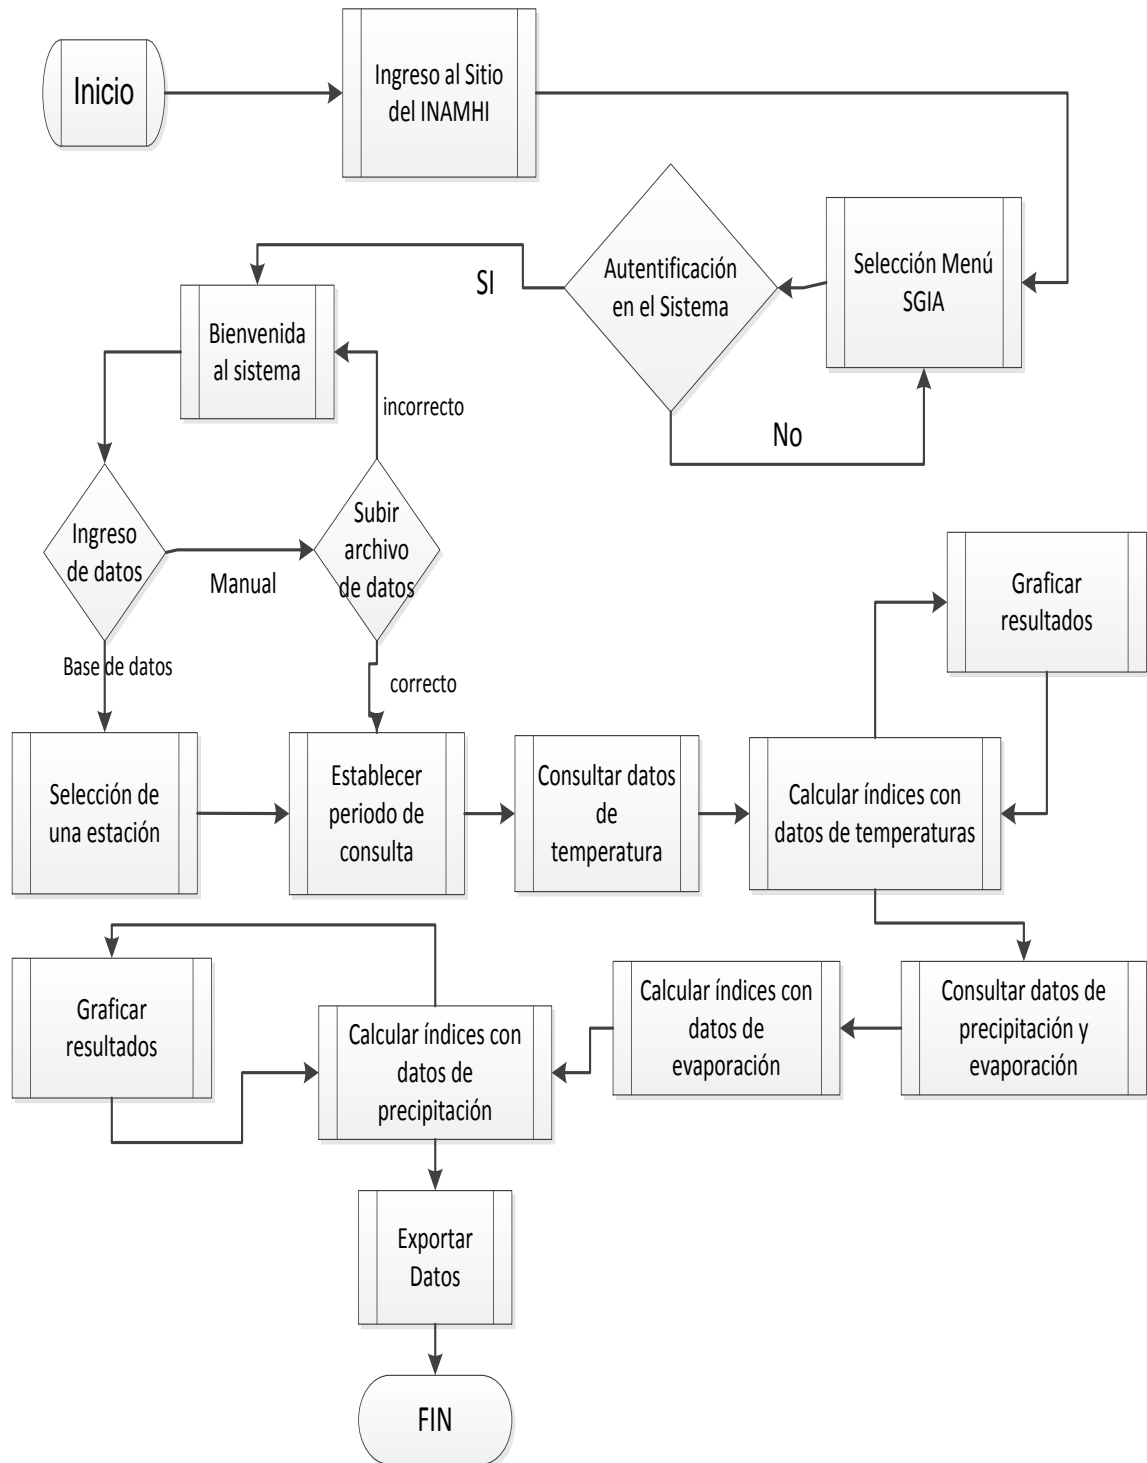 Inicio
Ingreso al Sitio
del INAMHI
Selección Menú
SGIA
Autentificación
en el Sistema
SI
No
Bienvenida
al sistema
incorrecto
Ingreso
de datos
Manual
Subir
archivo
de datos
Base de datos
correcto
Graficar
resultados
Selección de
una estación
Establecer
periodo de
consulta
Consultar datos
de
temperatura
Calcular índices con
datos de temperaturas
Graficar
resultados
Calcular índices con
datos de
precipitación
Calcular índices con
datos de
evaporación
Consultar datos de
precipitación y
evaporación
Exportar
Datos
FIN